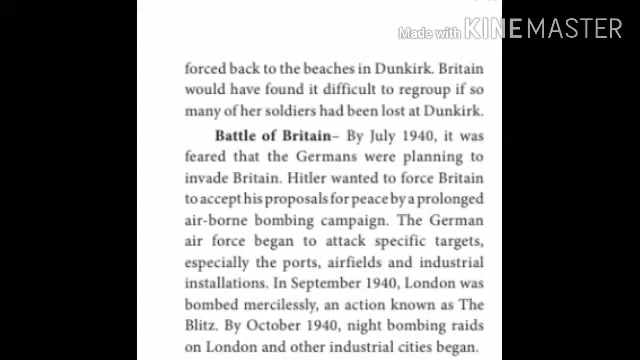 Made with KINEMASTER
forced back to the beaches in Dunkirk. Britain
would have found it difficult to regroup if so
many of her soldiers had been lost at Dunkirk.
Battle of Britain– By July 1940, it was
feared that the Germans were planning to
invade Britain. Hitler wanted to force Britain
to accept his proposals for peace by a prolonged
air-borne bombing campaign. The German
air force began to attack specific targets,
especially the ports, airfields and industrial
installations. In September 1940, London was
bombed mercilessly, an action known as The
Blitz. By October 1940, night bombing raids
on London and other industrial cities began.